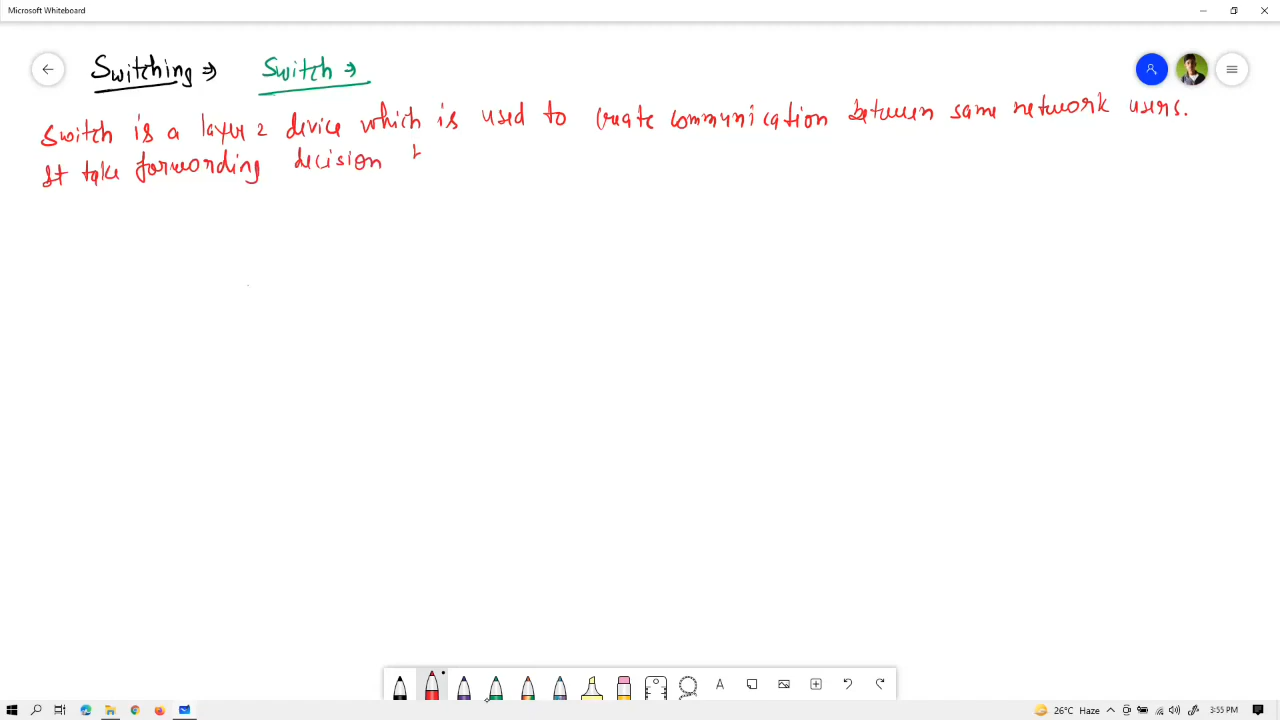 Microsoft Whiteboard
Switching ⇒ Switch →
Switch is a layer 2 device which is used to create communication between same network users.
It take forwarding decision
26°C Haze
3:55 PM